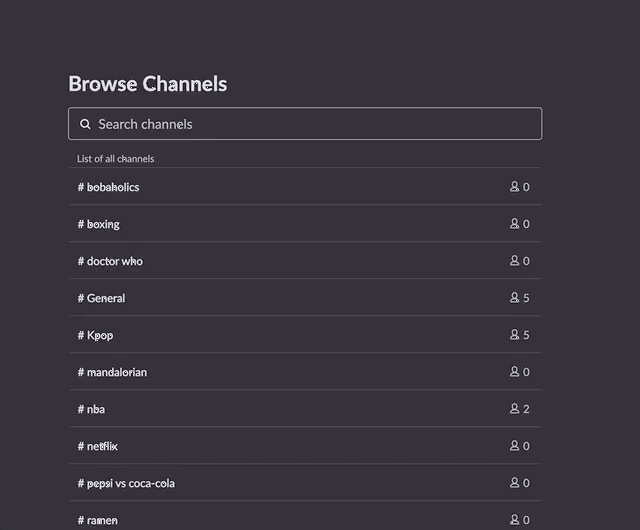 Browse Channels
Search channels
List of all channels
# bobaholics 0
# boxing 0
# doctor who 0
# General 5
# Kpop 5
# mandalorian 0
# nba 2
# netflix 0
# pepsi vs coca-cola 0
# ramen 0